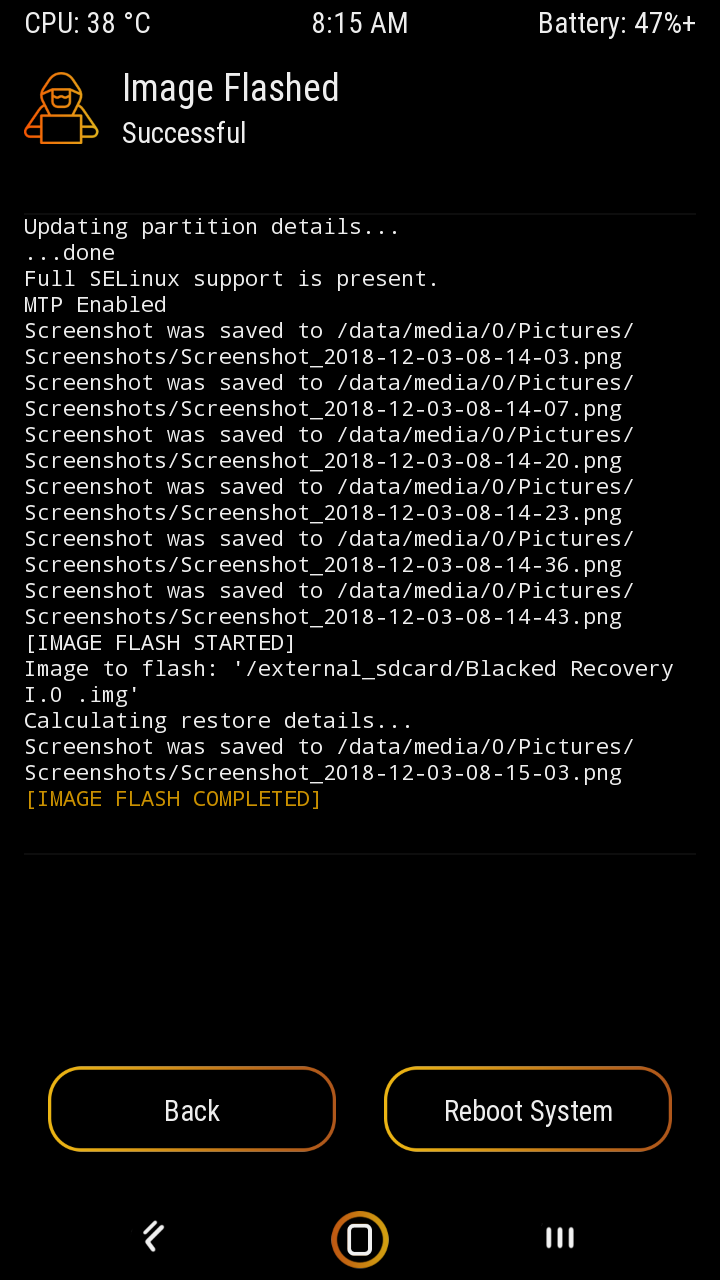 CPU: 38 °C
8:15 AM
Battery: 47%+
Image Flashed
Successful
Updating partition details...
...done
Full SELinux support is present.
MTP Enabled
Screenshot was saved to /data/media/0/Pictures/
Screenshots/Screenshot_2018-12-03-08-14-03.png
Screenshot was saved to /data/media/0/Pictures/
Screenshots/Screenshot_2018-12-03-08-14-07.png
Screenshot was saved to /data/media/0/Pictures/
Screenshots/Screenshot_2018-12-03-08-14-20.png
Screenshot was saved to /data/media/0/Pictures/
Screenshots/Screenshot_2018-12-03-08-14-23.png
Screenshot was saved to /data/media/0/Pictures/
Screenshots/Screenshot_2018-12-03-08-14-36.png
Screenshot was saved to /data/media/0/Pictures/
Screenshots/Screenshot_2018-12-03-08-14-43.png
[IMAGE FLASH STARTED]
Image to flash: '/external_sdcard/Blacked Recovery
I.O .img'
Calculating restore details...
Screenshot was saved to /data/media/0/Pictures/
Screenshots/Screenshot_2018-12-03-08-15-03.png
[IMAGE FLASH COMPLETED]
Back
Reboot System